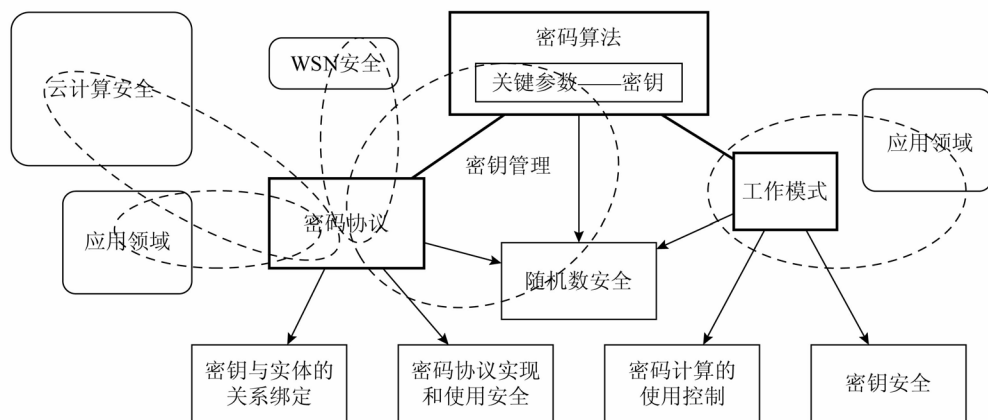 密码算法
关键参数——密钥
WSN安全
云计算安全
应用领域
密钥管理
工作模式
应用领域
密码协议
随机数安全
密钥与实体的
关系绑定
密码协议实现
和使用安全
密码计算的
使用控制
密钥安全